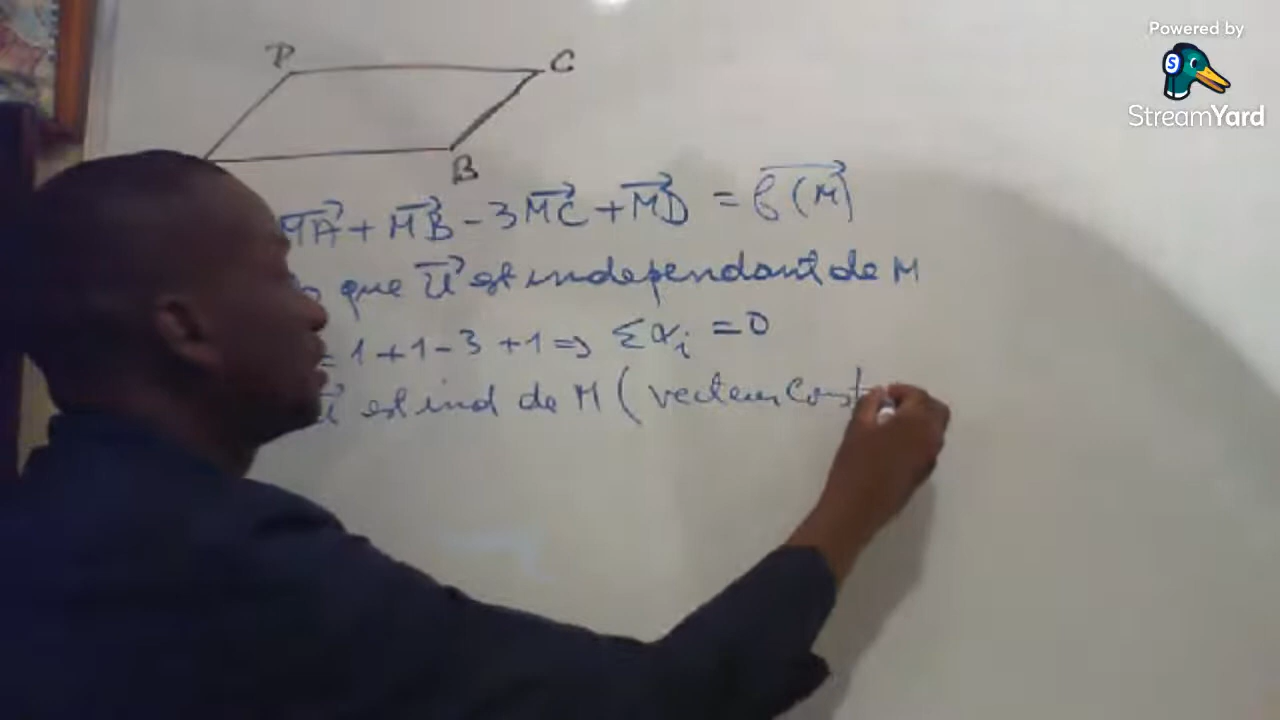 Powered by
StreamYard
D C
B
MA→ + MB→ - 3MC→ + MD→ = f(M)→
que u→ est independant de M
= 1 + 1 - 3 + 1 => Σαi = 0
u→ est ind de M ( vecteur Const